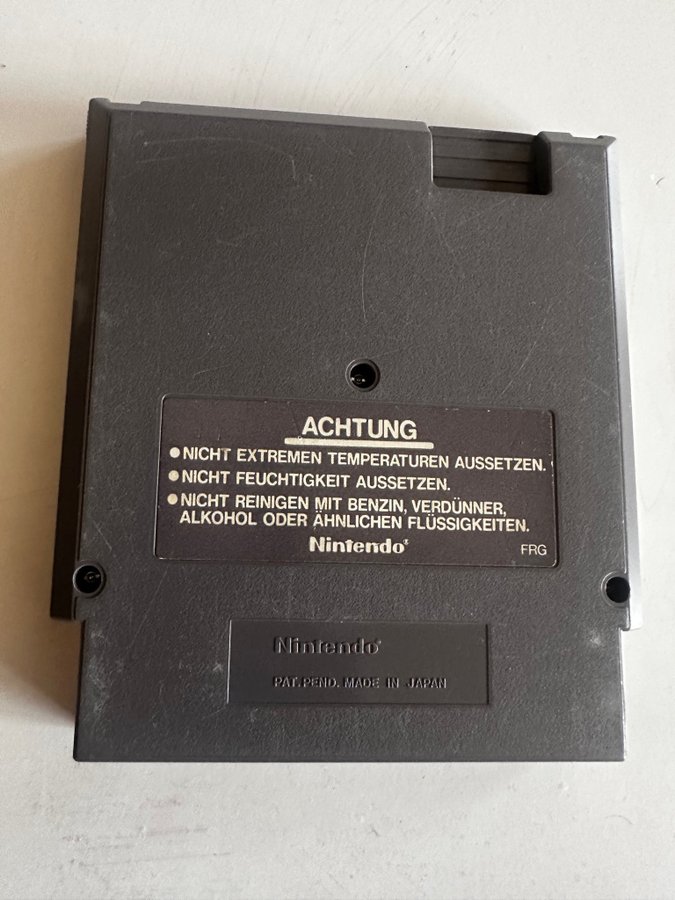 ACHTUNG
● NICHT EXTREMEN TEMPERATUREN AUSSETZEN.
● NICHT FEUCHTIGKEIT AUSSETZEN.
● NICHT REINIGEN MIT BENZIN, VERDÜNNER,
ALKOHOL ODER ÄHNLICHEN FLÜSSIGKEITEN.
Nintendo®
FRG
Nintendo®
PAT. PEND. MADE IN JAPAN